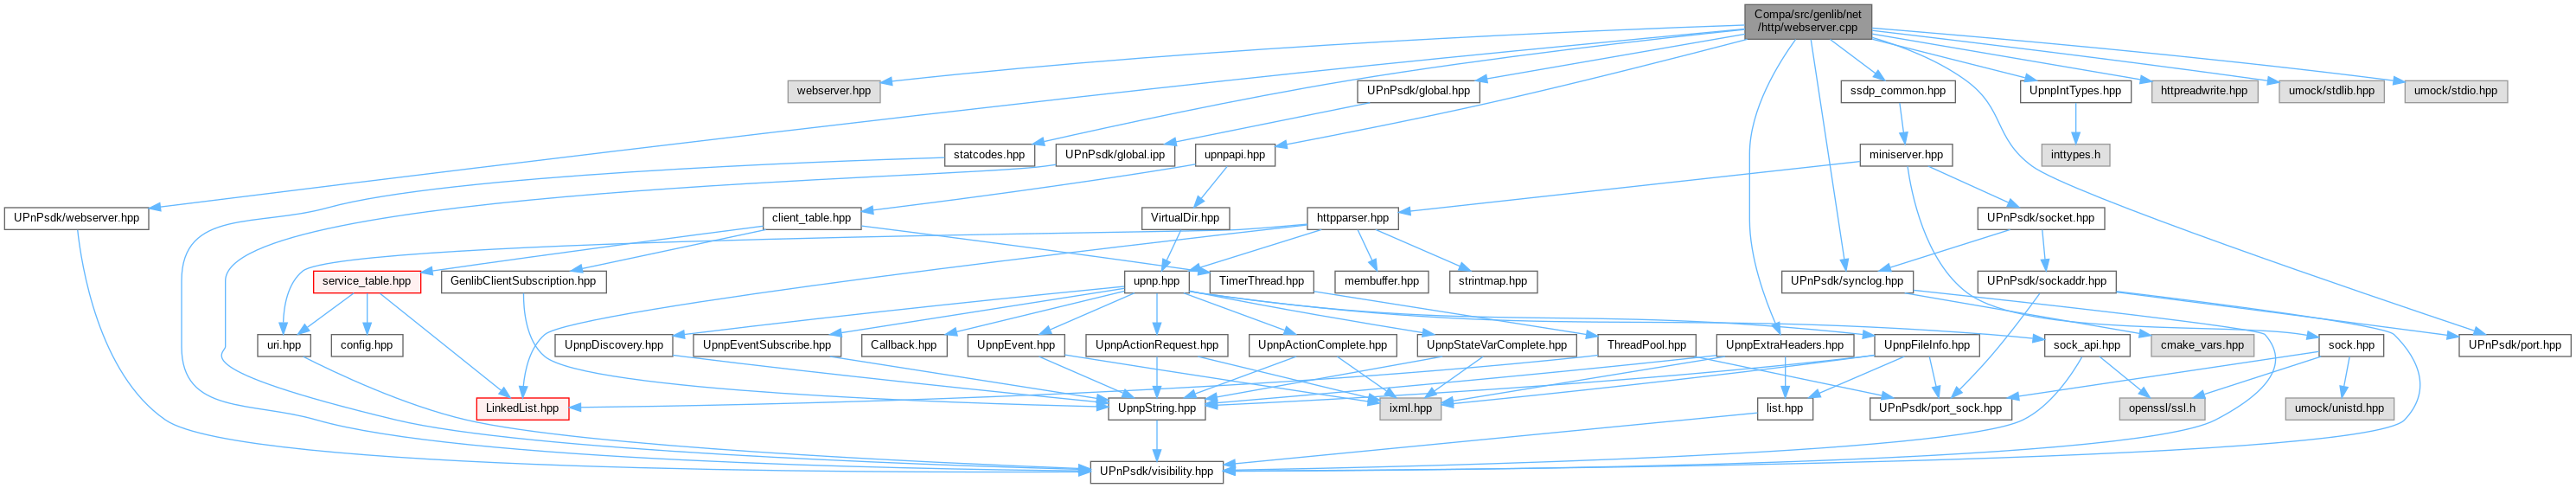 Compa/src/genlib/net
/http/webserver.cpp
webserver.hpp
UPnPsdk/global.hpp
ssdp_common.hpp
UpnpIntTypes.hpp
httpreadwrite.hpp
umock/stdlib.hpp
umock/stdio.hpp
statcodes.hpp
UPnPsdk/global.ipp
upnpapi.hpp
miniserver.hpp
inttypes.h
UPnPsdk/webserver.hpp
client_table.hpp
VirtualDir.hpp
httpparser.hpp
UPnPsdk/socket.hpp
service_table.hpp
GenlibClientSubscription.hpp
upnp.hpp
TimerThread.hpp
membuffer.hpp
strintmap.hpp
UPnPsdk/synclog.hpp
UPnPsdk/sockaddr.hpp
uri.hpp
config.hpp
UpnpDiscovery.hpp
UpnpEventSubscribe.hpp
Callback.hpp
UpnpEvent.hpp
UpnpActionRequest.hpp
UpnpActionComplete.hpp
UpnpStateVarComplete.hpp
ThreadPool.hpp
UpnpExtraHeaders.hpp
UpnpFileInfo.hpp
sock_api.hpp
cmake_vars.hpp
sock.hpp
UPnPsdk/port.hpp
LinkedList.hpp
UpnpString.hpp
ixml.hpp
list.hpp
UPnPsdk/port_sock.hpp
openssl/ssl.h
umock/unistd.hpp
UPnPsdk/visibility.hpp